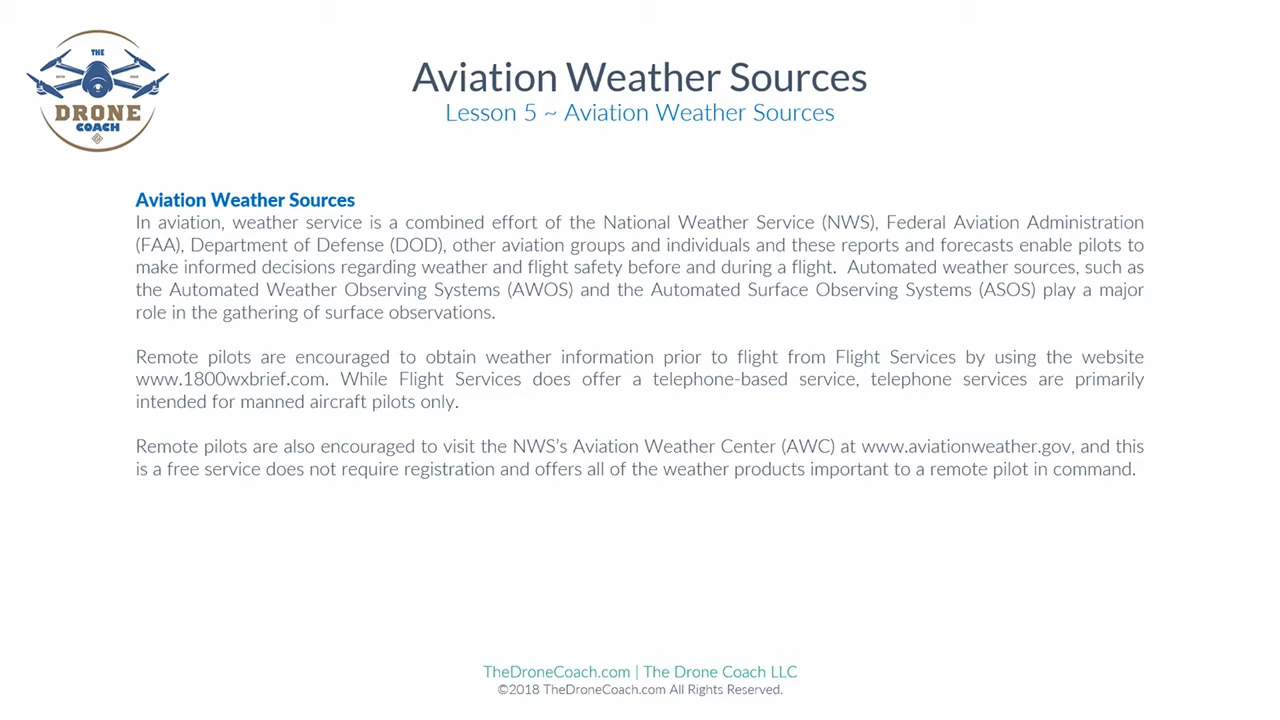 THE
DRONE
COACH
Aviation Weather Sources
Lesson 5 ~ Aviation Weather Sources
Aviation Weather Sources
In aviation, weather service is a combined effort of the National Weather Service (NWS), Federal Aviation Administration
(FAA), Department of Defense (DOD), other aviation groups and individuals and these reports and forecasts enable pilots to
make informed decisions regarding weather and flight safety before and during a flight.  Automated weather sources, such as
the Automated Weather Observing Systems (AWOS) and the Automated Surface Observing Systems (ASOS) play a major
role in the gathering of surface observations.
Remote pilots are encouraged to obtain weather information prior to flight from Flight Services by using the website
www.1800wxbrief.com. While Flight Services does offer a telephone-based service, telephone services are primarily
intended for manned aircraft pilots only.
Remote pilots are also encouraged to visit the NWS’s Aviation Weather Center (AWC) at www.aviationweather.gov, and this
is a free service does not require registration and offers all of the weather products important to a remote pilot in command.
TheDroneCoach.com | The Drone Coach LLC
©2018 TheDroneCoach.com All Rights Reserved.